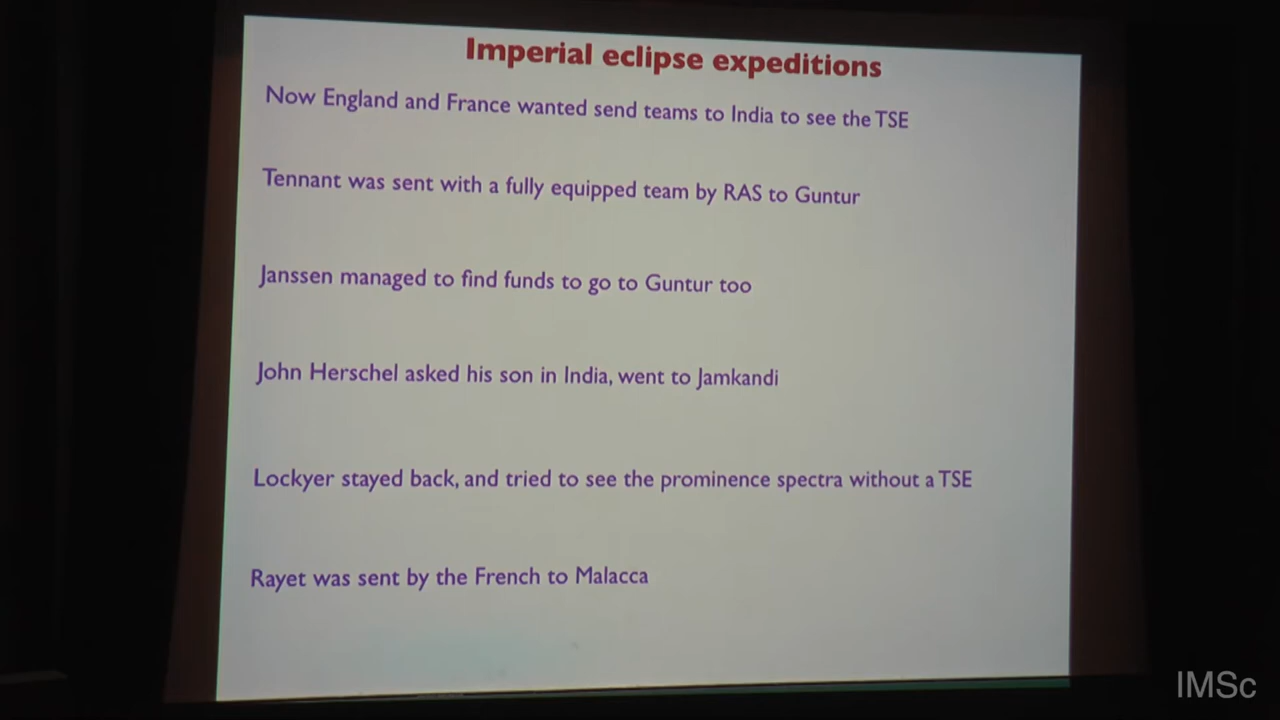 Imperial eclipse expeditions
Now England and France wanted send teams to India to see the TSE
Tennant was sent with a fully equipped team by RAS to Guntur
Janssen managed to find funds to go to Guntur too
John Herschel asked his son in India, went to Jamkandi
Lockyer stayed back, and tried to see the prominence spectra without a TSE
Rayet was sent by the French to Malacca
IMSc